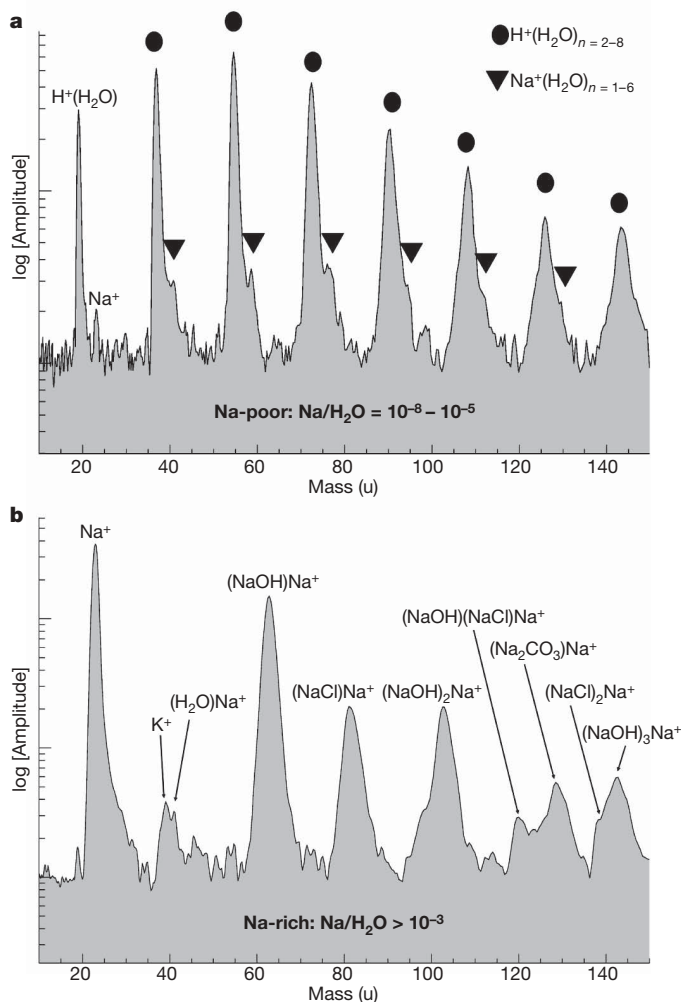 a
H⁺(H₂O)ₙ ₌ ₂₋₈
Na⁺(H₂O)ₙ ₌ ₁₋₆
H⁺(H₂O)
Na⁺
log [Amplitude]
Na-poor: Na/H₂O = 10⁻⁸ – 10⁻⁵
20 40 60 80 100 120 140
Mass (u)
b
Na⁺
(NaOH)Na⁺
(NaOH)(NaCl)Na⁺
(Na₂CO₃)Na⁺
(H₂O)Na⁺
(NaCl)Na⁺ (NaOH)₂Na⁺
(NaCl)₂Na⁺
K⁺
(NaOH)₃Na⁺
log [Amplitude]
Na-rich: Na/H₂O > 10⁻³
20 40 60 80 100 120 140
Mass (u)